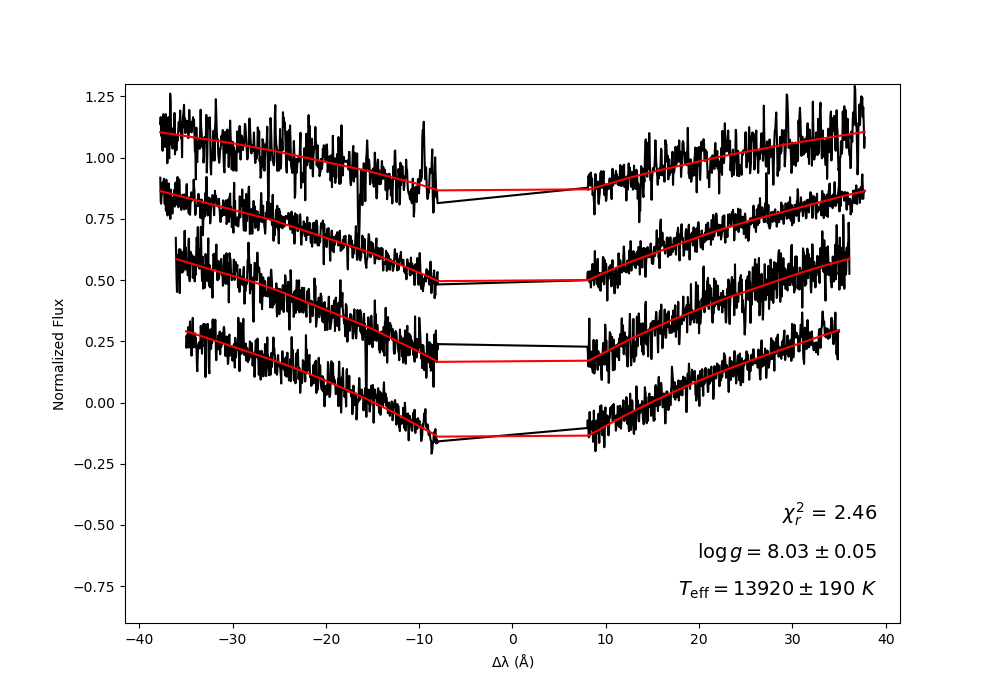 1.25
1.00
0.75
0.50
0.25
0.00
−0.25
−0.50
−0.75
Normalized Flux
χ²ᵣ = 2.46
log g = 8.03 ± 0.05
T_eff = 13920 ± 190 K
−40 −30 −20 −10 0 10 20 30 40
Δλ (Å)